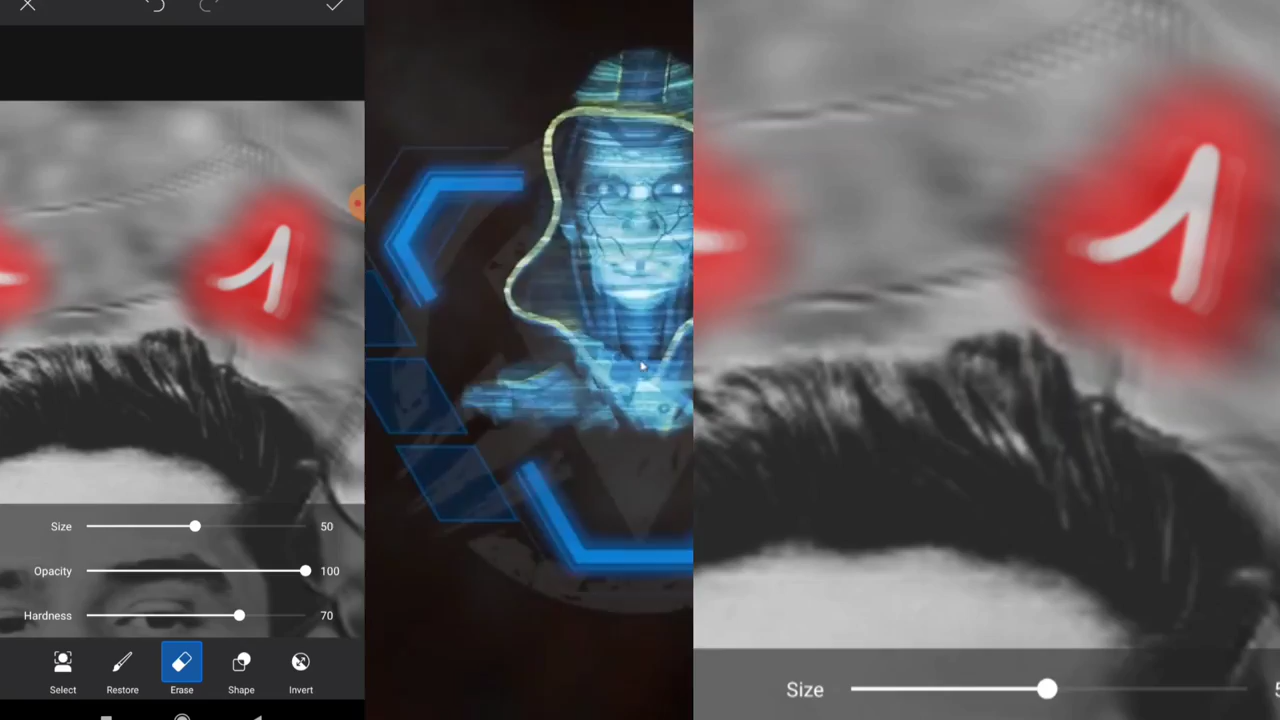 Size 50
Opacity 100
Hardness 70
Select Restore Erase Shape Invert
Size